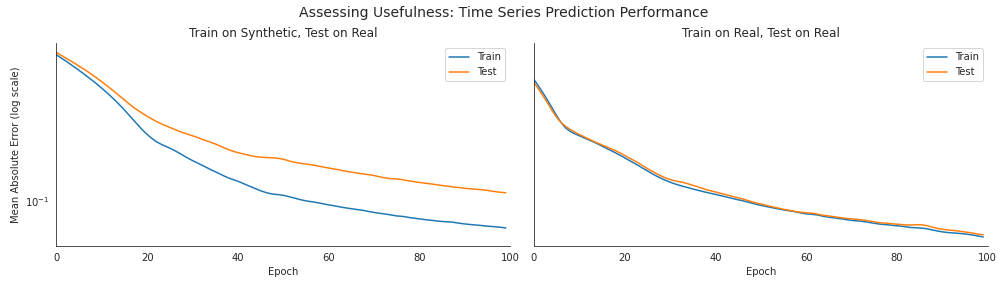 Assessing Usefulness: Time Series Prediction Performance
Train on Synthetic, Test on Real
Train
Test
Mean Absolute Error (log scale)
10⁻¹
0 20 40 60 80 100
Epoch
Train on Real, Test on Real
Train
Test
0 20 40 60 80 100
Epoch